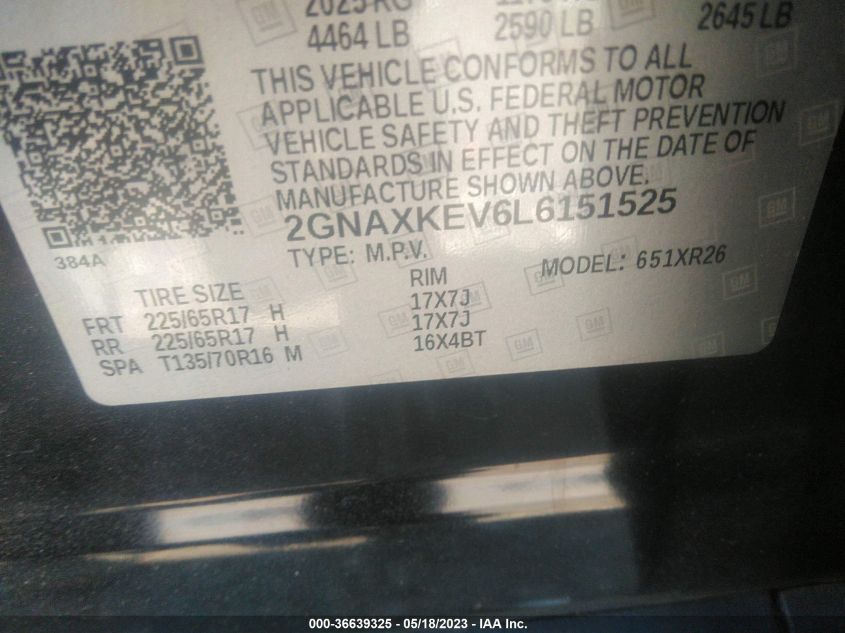 2025 KG
4464 LB 2590 LB 2645 LB
THIS VEHICLE CONFORMS TO ALL
APPLICABLE U.S. FEDERAL MOTOR
VEHICLE SAFETY AND THEFT PREVENTION
STANDARDS IN EFFECT ON THE DATE OF
MANUFACTURE SHOWN ABOVE.
2GNAXKEV6L6151525
384A
TYPE: M.P.V. MODEL: 651XR26
TIRE SIZE RIM
FRT 225/65R17 H 17X7J
RR 225/65R17 H 17X7J
SPA T135/70R16 M 16X4BT
000-36639325 - 05/18/2023 - IAA Inc.